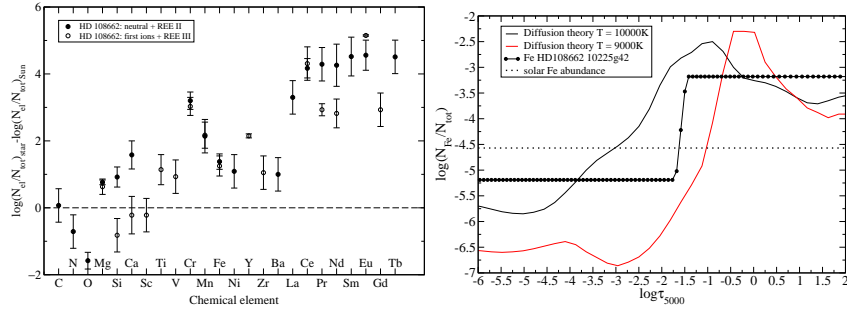 HD 108662: neutral + REE II
HD 108662: first ions + REE III
log(N_el/N_tot)_star-log(N_el/N_tot)_Sun
6
4
2
0
−2
N Mg Ca Ti Cr Fe Y Ce Nd Eu Tb
C O Si Sc V Mn Ni Zr Ba La Pr Sm Gd
Chemical element
Diffusion theory T = 10000K
Diffusion theory T = 9000K
Fe HD108662 10225g42
solar Fe abundance
log(N_Fe/N_tot)
-2
-2.5
-3
-3.5
-4
-4.5
-5
-5.5
-6
-6.5
-7
-6 -5.5 -5 -4.5 -4 -3.5 -3 -2.5 -2 -1.5 -1 -0.5 0 0.5 1 1.5 2
logτ5000